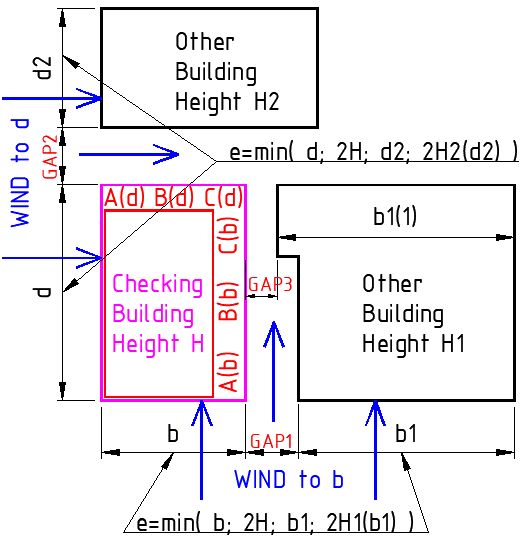 Other
Building
Height H2
d2
GAP2
WIND to d
e=min( d; 2H; d2; 2H2(d2) )
A(d) B(d) C(d)
b1(1)
C(b)
B(b)
A(b)
GAP3
Checking
Building
Height H
Other
Building
Height H1
d
b
GAP1
b1
WIND to b
e=min( b; 2H; b1; 2H1(b1) )